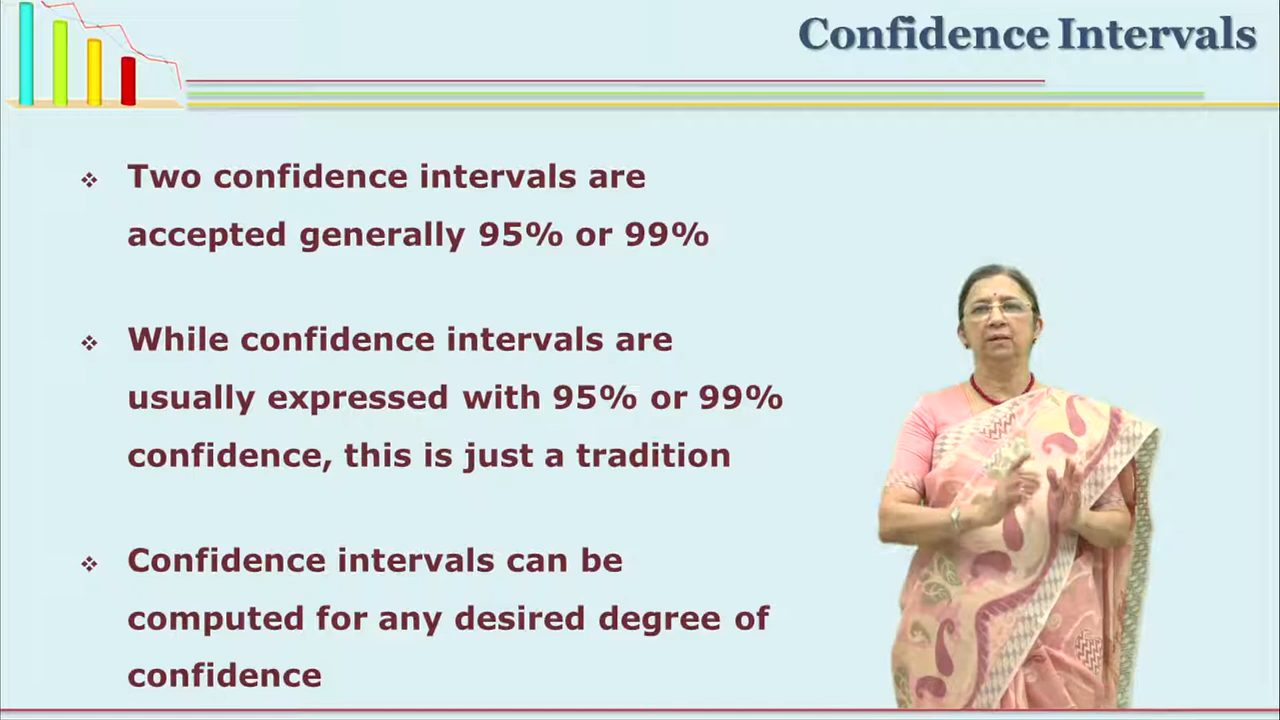 Confidence Intervals
Two confidence intervals are
accepted generally 95% or 99%
While confidence intervals are
usually expressed with 95% or 99%
confidence, this is just a tradition
Confidence intervals can be
computed for any desired degree of
confidence